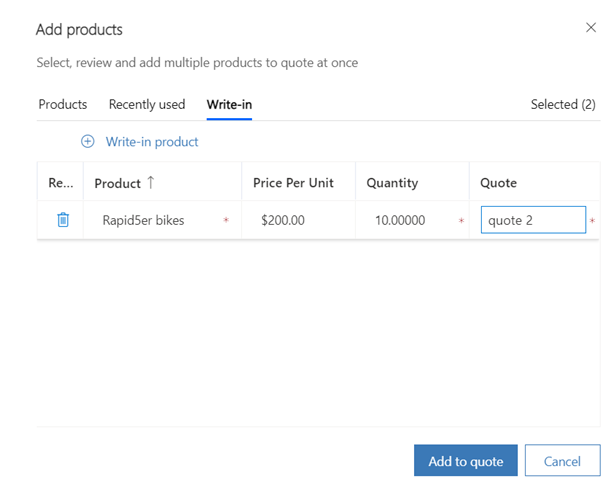 Add products
Select, review and add multiple products to quote at once
Products Recently used Write-in Selected (2)
Write-in product
Re... Product ↑ Price Per Unit Quantity Quote
Rapid5er bikes * $200.00 10.00000 * quote 2 *
Add to quote Cancel